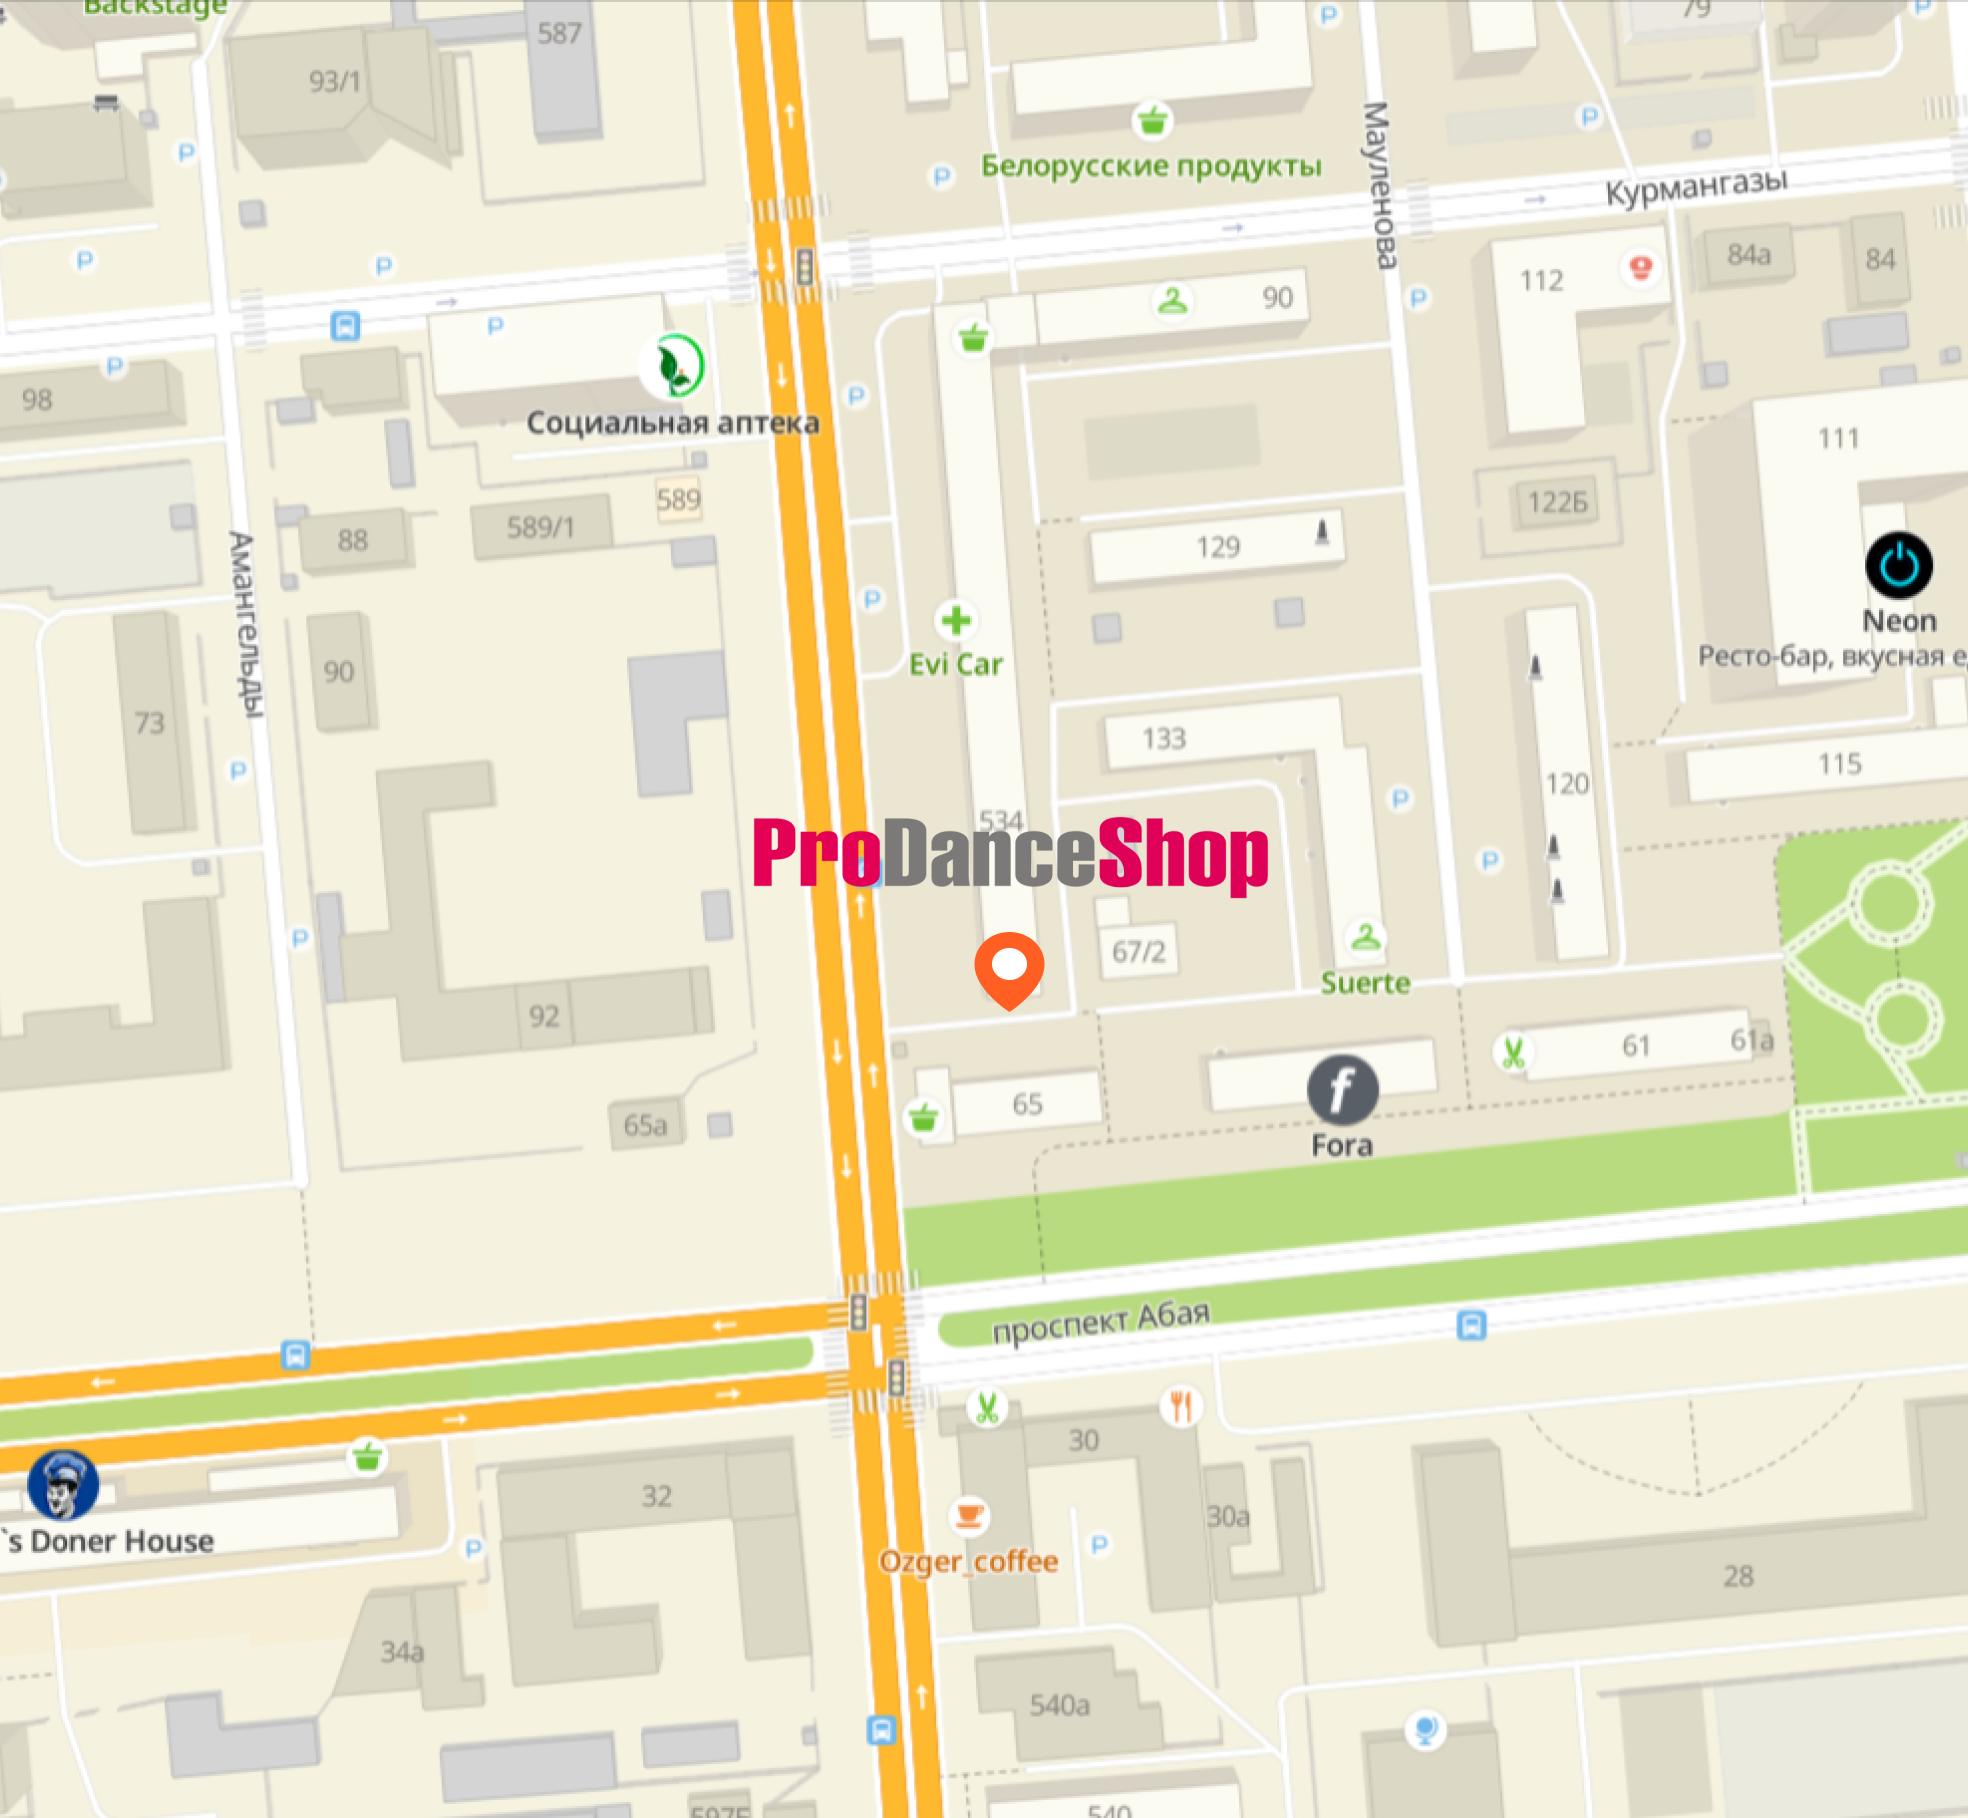 Backstage
587
79
93/1
Белорусские продукты
Мауленова
Курмангазы
84а
84
112
90
98
Социальная аптека
111
589
589/1
88
122Б
129
Амангельды
Neon
Ресто-бар, вкусная е
Evi Car
90
73
133
115
120
534
ProDanceShop
67/2
Suerte
92
61
61а
65
65а
Fora
проспект Абая
30
32
30а
`s Doner House
Ozger_coffee
28
34а
540а
540